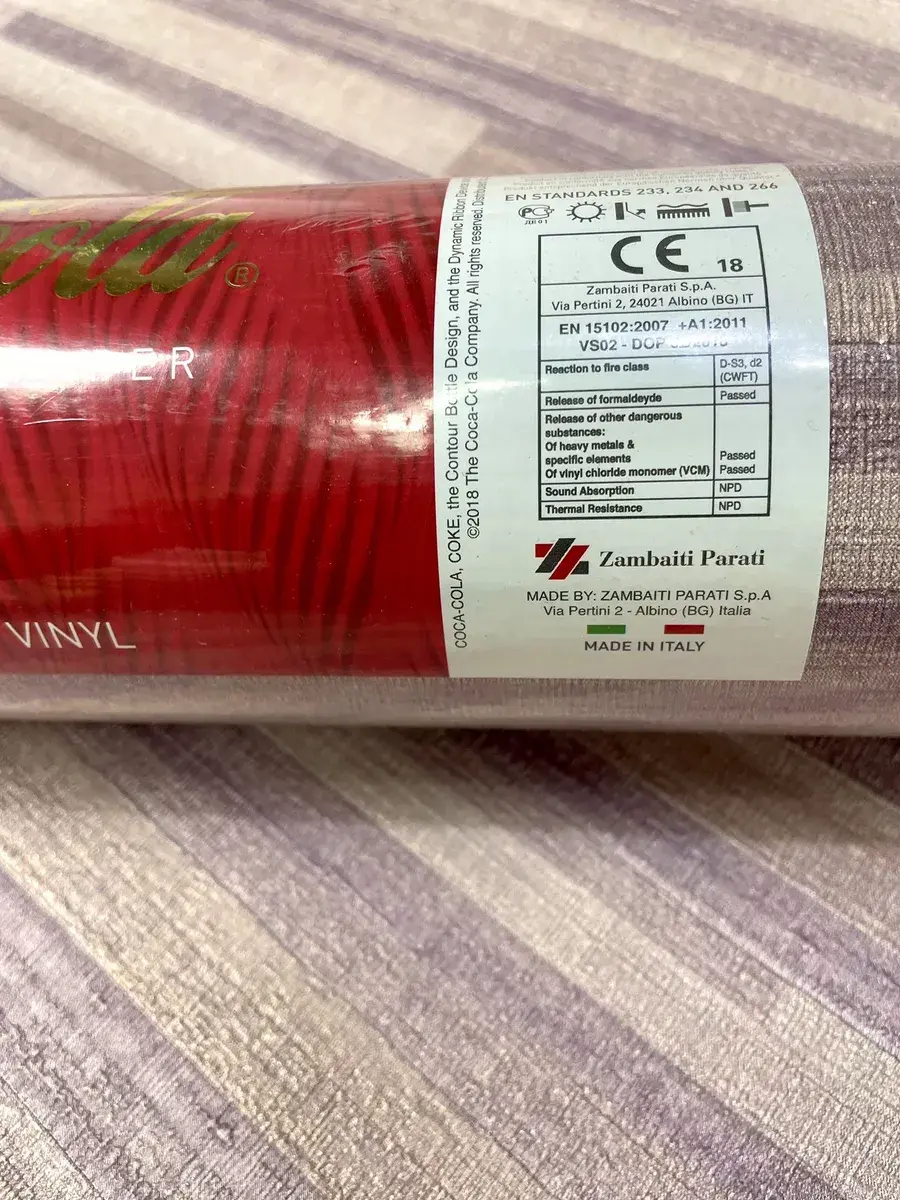 ola ®
ER
VINYL
COCA-COLA, COKE, the Contour Bottle Design, and the Dynamic Ribbon
©2018 The Coca-Cola Company. All rights reserved.
EN STANDARDS 233, 234 AND 266
CE 18
Zambaiti Parati S.p.A.
Via Pertini 2, 24021 Albino (BG) IT
EN 15102:2007 +A1:2011
VS02 - DOP
Reaction to fire class D-S3, d2
(CWFT)
Release of formaldeyde Passed
Release of other dangerous
substances:
Of heavy metals &
specific elements Passed
Of vinyl chloride monomer (VCM) Passed
Sound Absorption NPD
Thermal Resistance NPD
Zambaiti Parati
MADE BY: ZAMBAITI PARATI S.p.A
Via Pertini 2 - Albino (BG) Italia
MADE IN ITALY